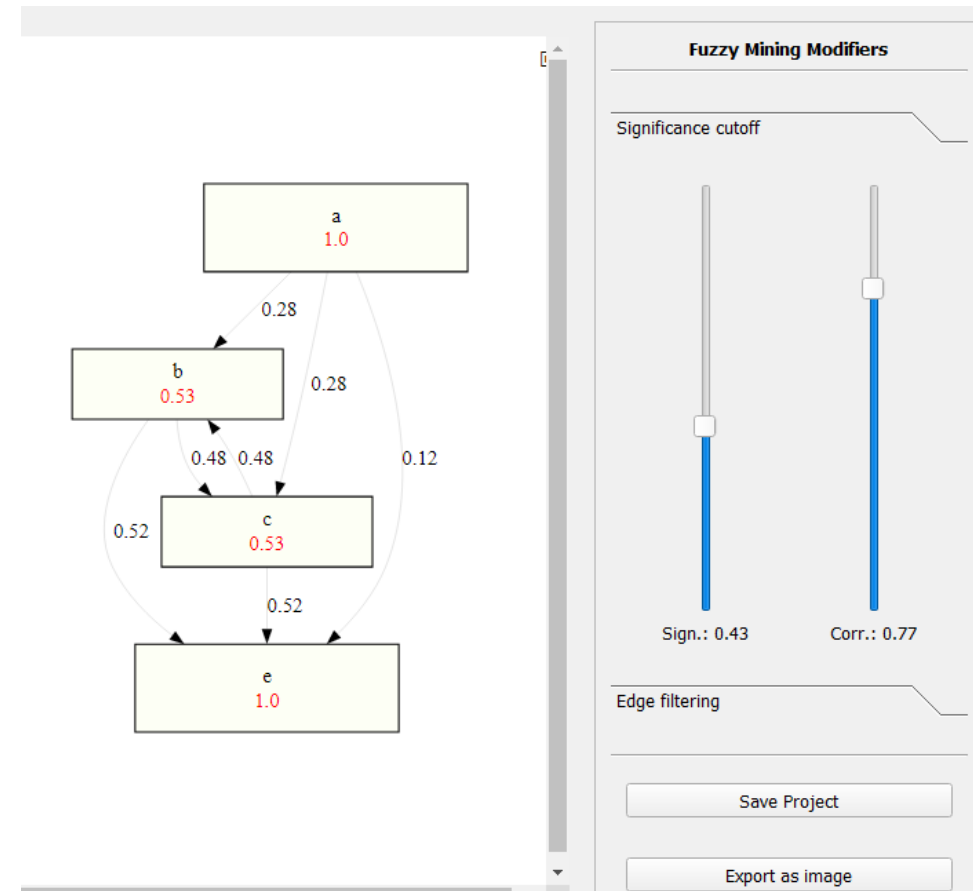 Fuzzy Mining Modifiers
Significance cutoff
a
1.0
0.28
b
0.53
0.28
0.48 0.48
0.12
c
0.53
0.52
0.52
e
1.0
Sign.: 0.43
Corr.: 0.77
Edge filtering
Save Project
Export as image